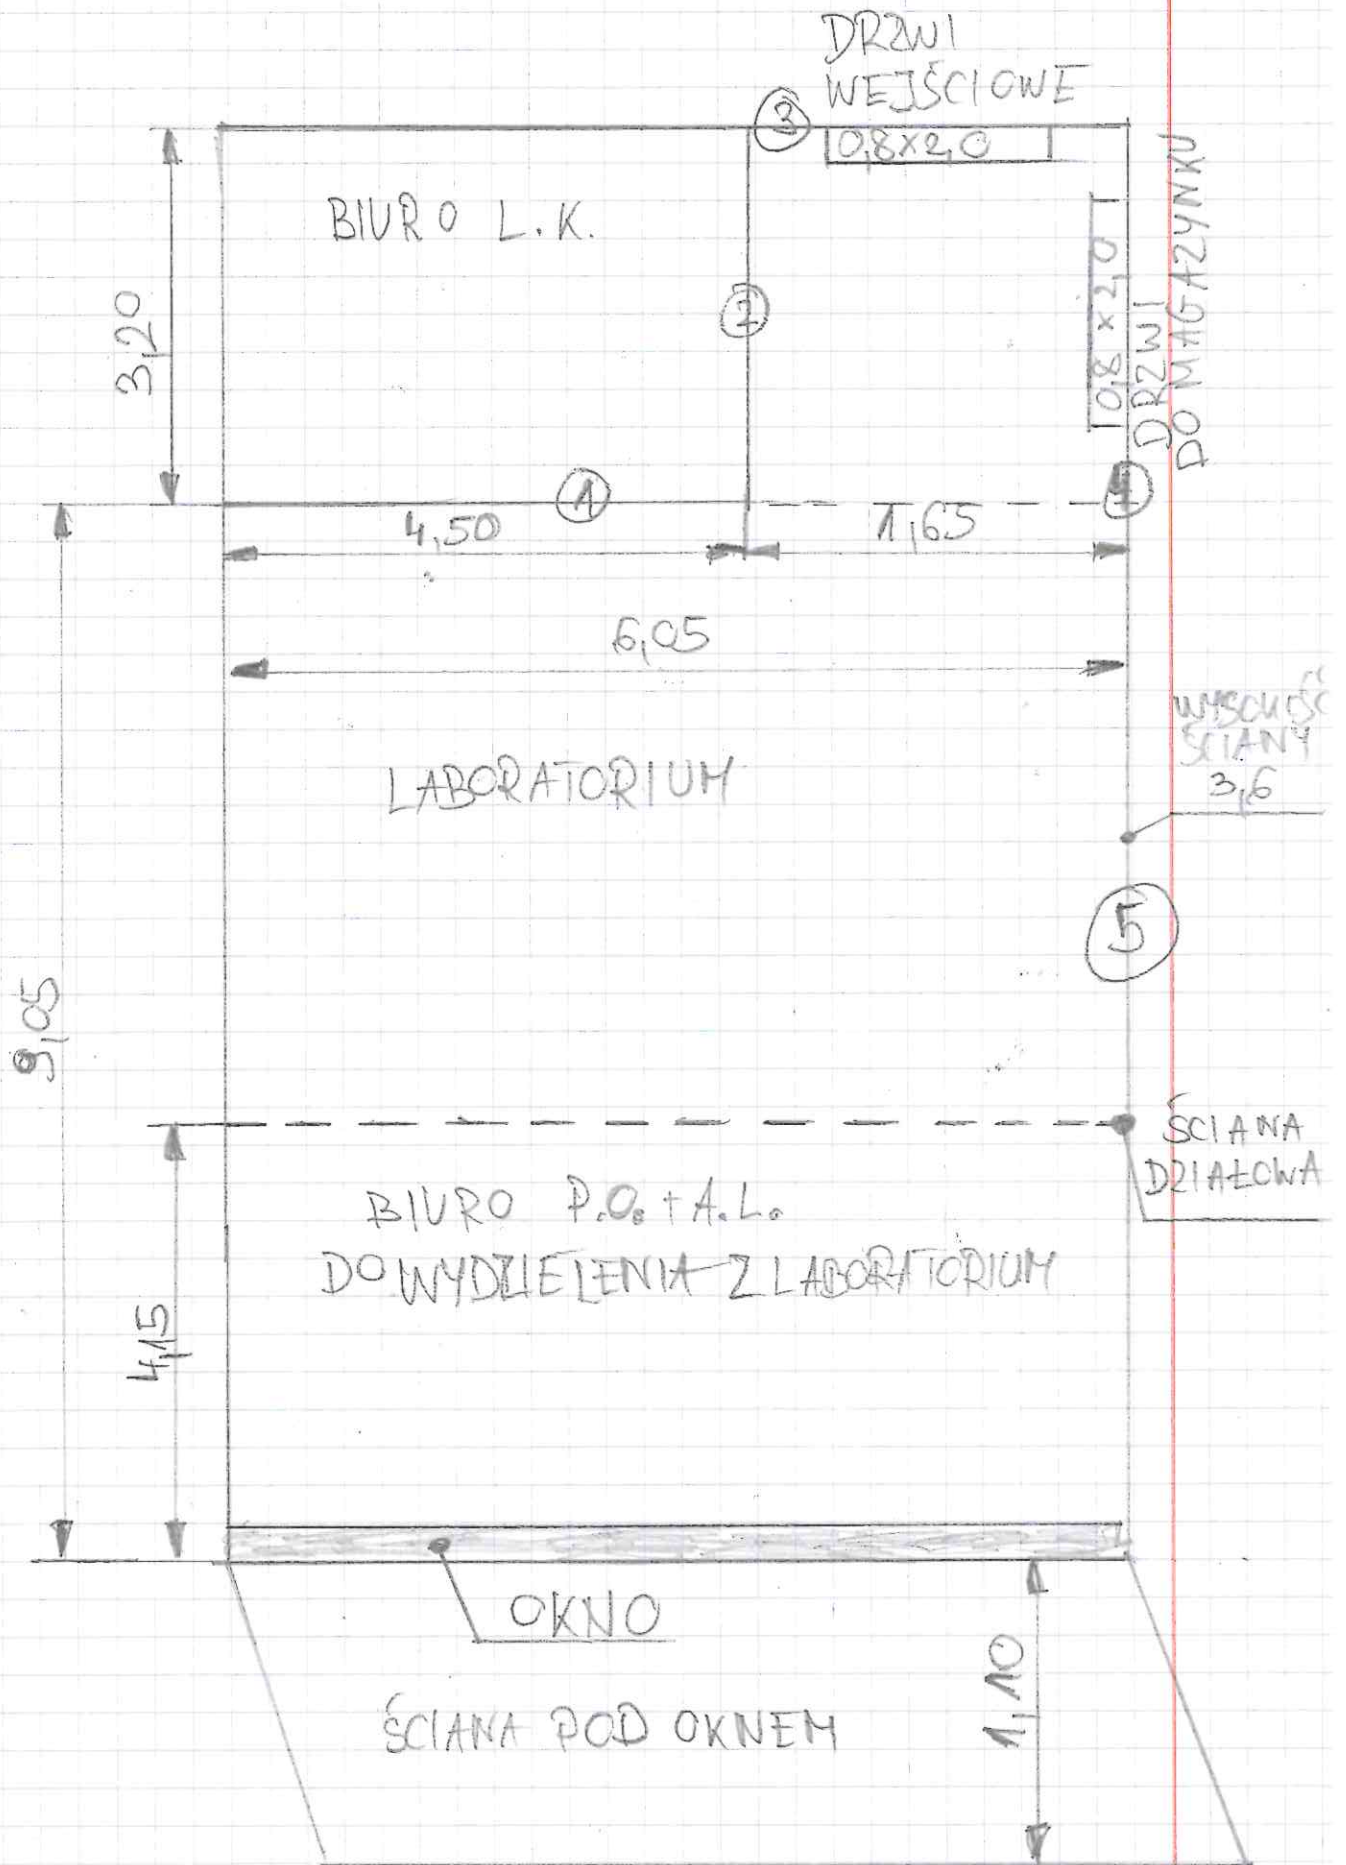 DRZWI
WEJŚCIOWE
3
0,8x2,0
BIURO L.K.
DRZWI
DO MAGAZYNKU
0,8 x 2,0
2
3,20
4
1
4,50
1,65
6,05
WYSOKOŚĆ
ŚCIANY
3,6
LABORATORIUM
5
9,05
ŚCIANA
DZIAŁOWA
BIURO P.O. + A.L.
DO WYDZIELENIA Z LABORATORIUM
4,15
OKNO
1,10
ŚCIANA POD OKNEM